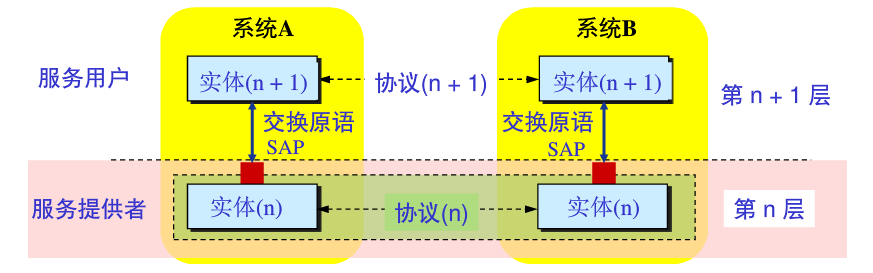 系统A 系统B
服务用户 实体(n + 1) 协议(n + 1) 实体(n + 1) 第 n + 1 层
交换原语 交换原语
SAP SAP
服务提供者 实体(n) 协议(n) 实体(n) 第 n 层